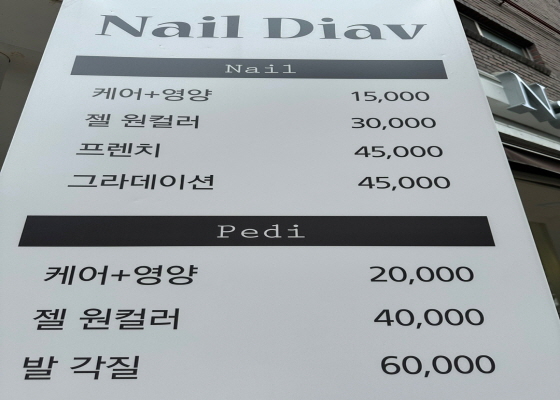 Nail Diav
Nail
케어+영양 15,000
젤 원컬러 30,000
프렌치 45,000
그라데이션 45,000
Pedi
케어+영양 20,000
젤 원컬러 40,000
발 각질 60,000